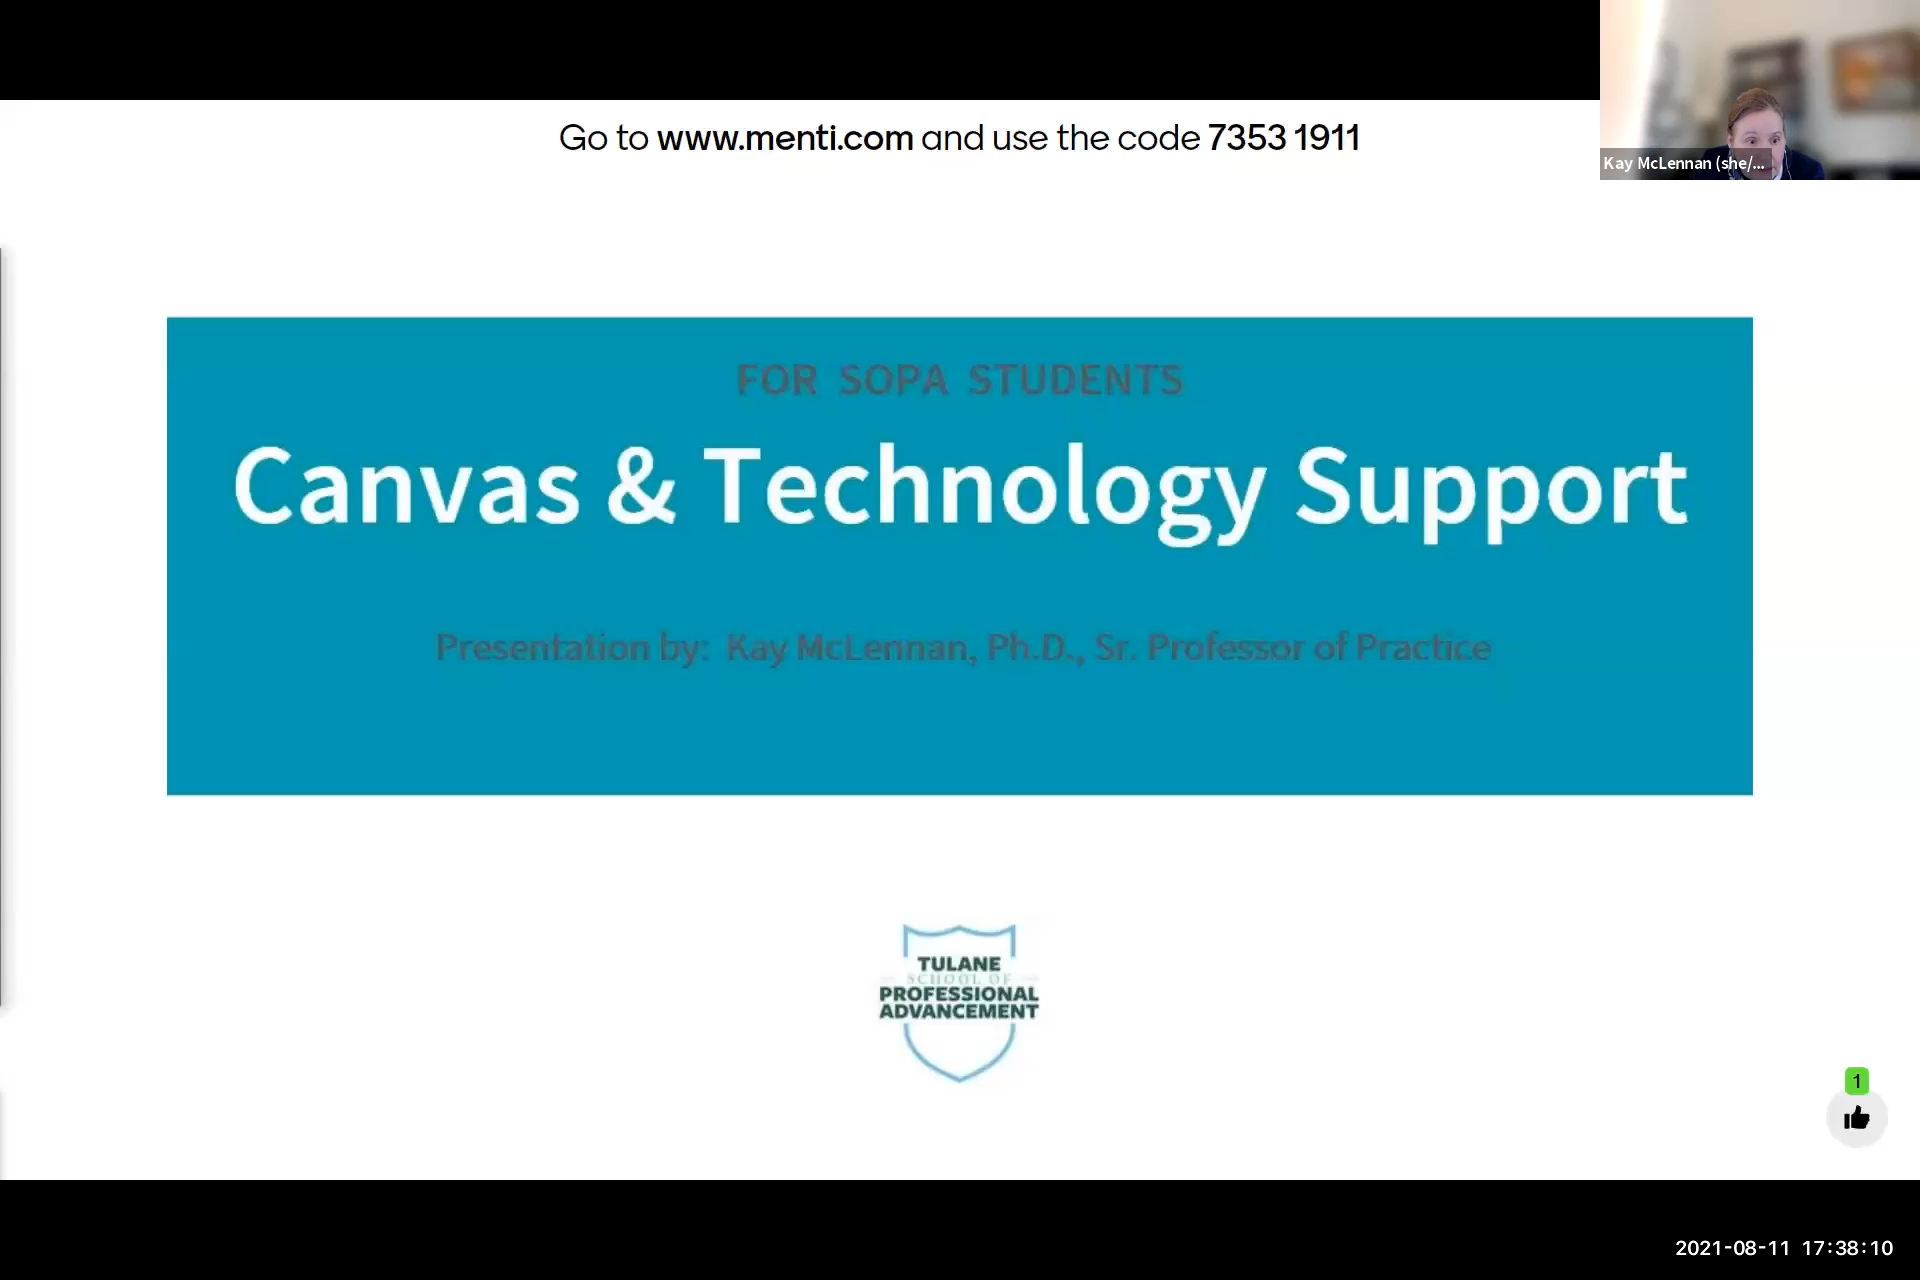 Go to www.menti.com and use the code 7353 1911
Kay McLennan (she/...
FOR SOPA STUDENTS
Canvas & Technology Support
Presentation by: Kay McLennan, Ph.D., Sr. Professor of Practice
TULANE
SCHOOL OF
PROFESSIONAL
ADVANCEMENT
1
2021-08-11 17:38:10